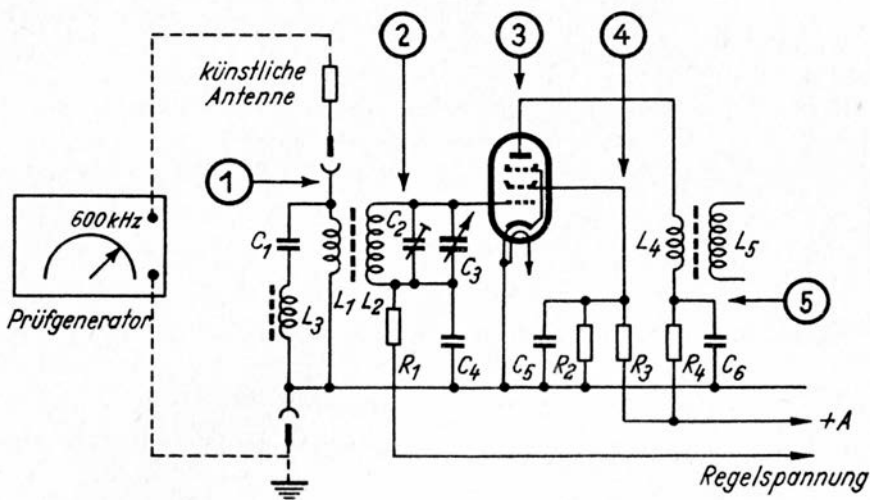 2
3
4
künstliche
Antenne
1
600kHz
C1
L1
L2
C2
C3
L4
L5
L3
Prüfgenerator
5
R1
C4
C5
R2
R3
R4
C6
+A
Regelspannung